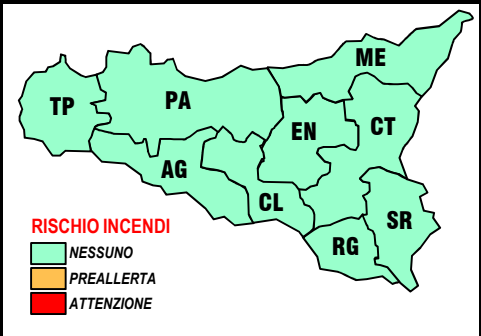 ME
TP
PA
EN
CT
AG
CL
SR
RG
RISCHIO INCENDI
NESSUNO
PREALLERTA
ATTENZIONE